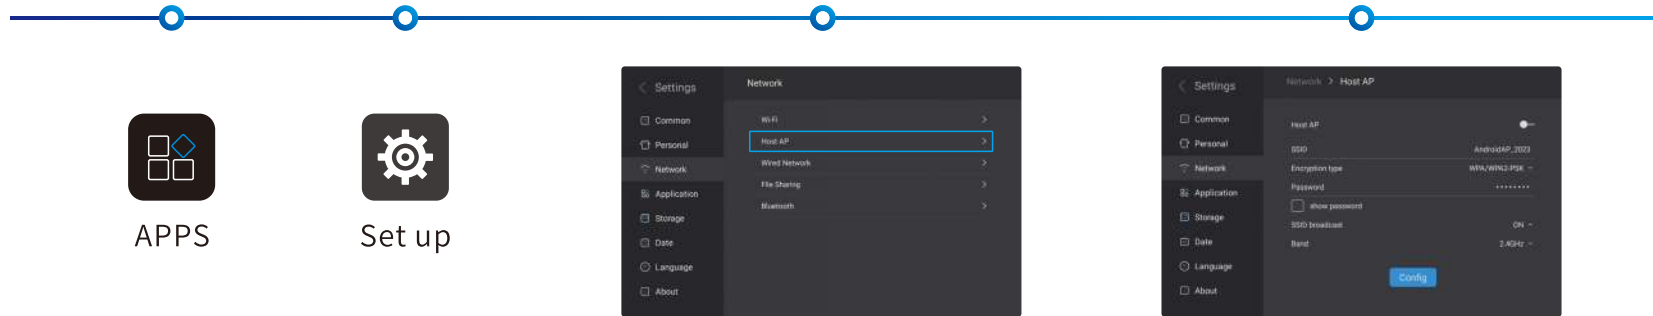 APPS
Set up
Settings
Common
Personal
Network
Application
Storage
Date
Language
About
Network
Wi-Fi
Host AP
Wired Network
File Sharing
Bluetooth
Settings
Common
Personal
Network
Application
Storage
Date
Language
About
Network > Host AP
Host AP
SSID AndroidAP_2023
Encryption type WPA/WPA2-PSK
Password ••••••••
show password
SSID broadcast ON
Band 2.4GHz
Config